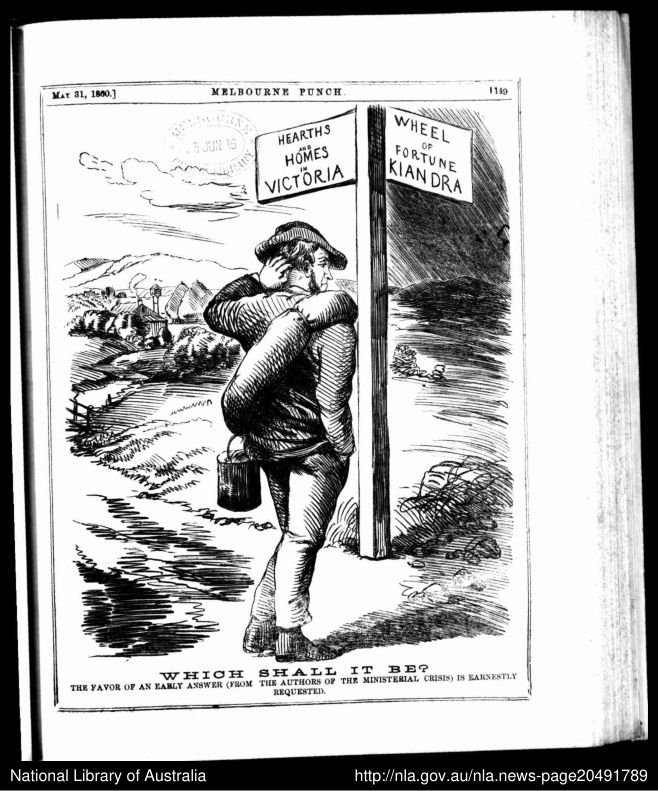 MAY 31, 1860.]
MELBOURNE PUNCH.
149
HEARTHS
AND
HOMES
IN
VICTORIA
WHEEL
OF
FORTUNE
KIANDRA
MELBOURNE
JUN
WHICH SHALL IT BE?
THE FAVOR OF AN EARLY ANSWER (FROM THE AUTHORS OF THE MINISTERIAL CRISIS) IS EARNESTLY
REQUESTED.
National Library of Australia
http://nla.gov.au/nla.news-page20491789